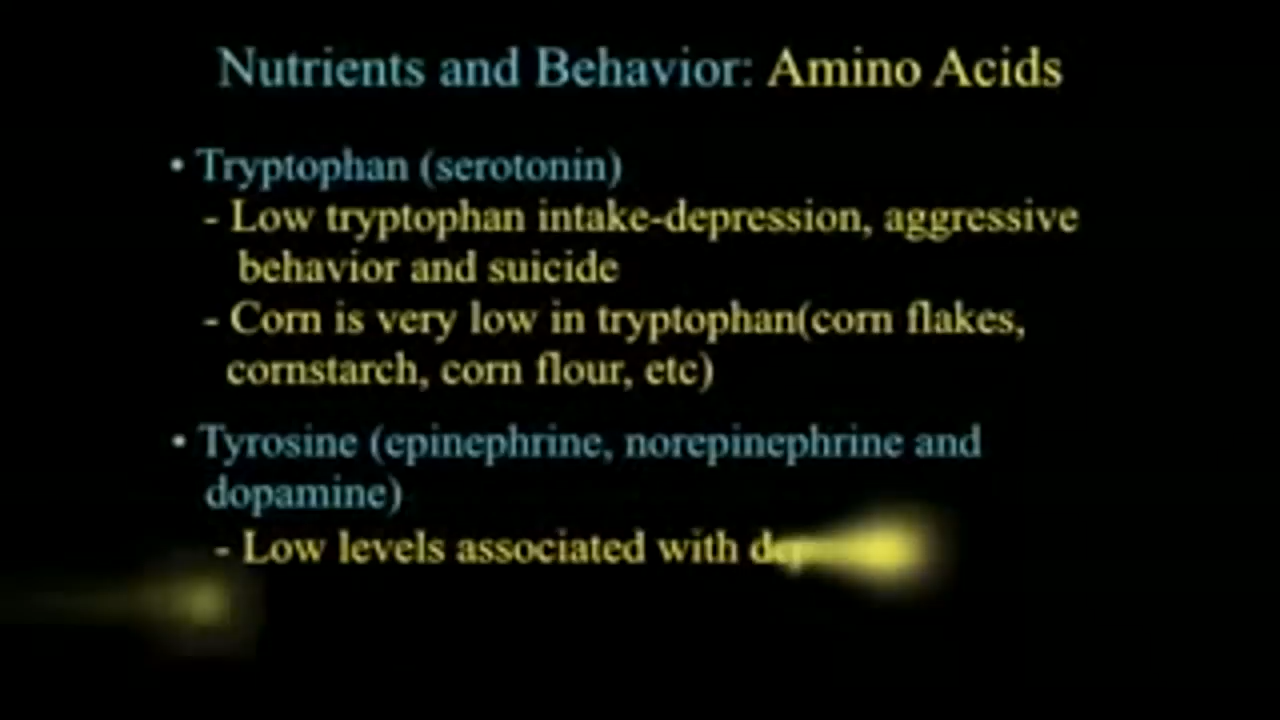 Nutrients and Behavior: Amino Acids
• Tryptophan (serotonin)
- Low tryptophan intake-depression, aggressive
behavior and suicide
- Corn is very low in tryptophan(corn flakes,
cornstarch, corn flour, etc)
• Tyrosine (epinephrine, norepinephrine and
dopamine)
- Low levels associated with